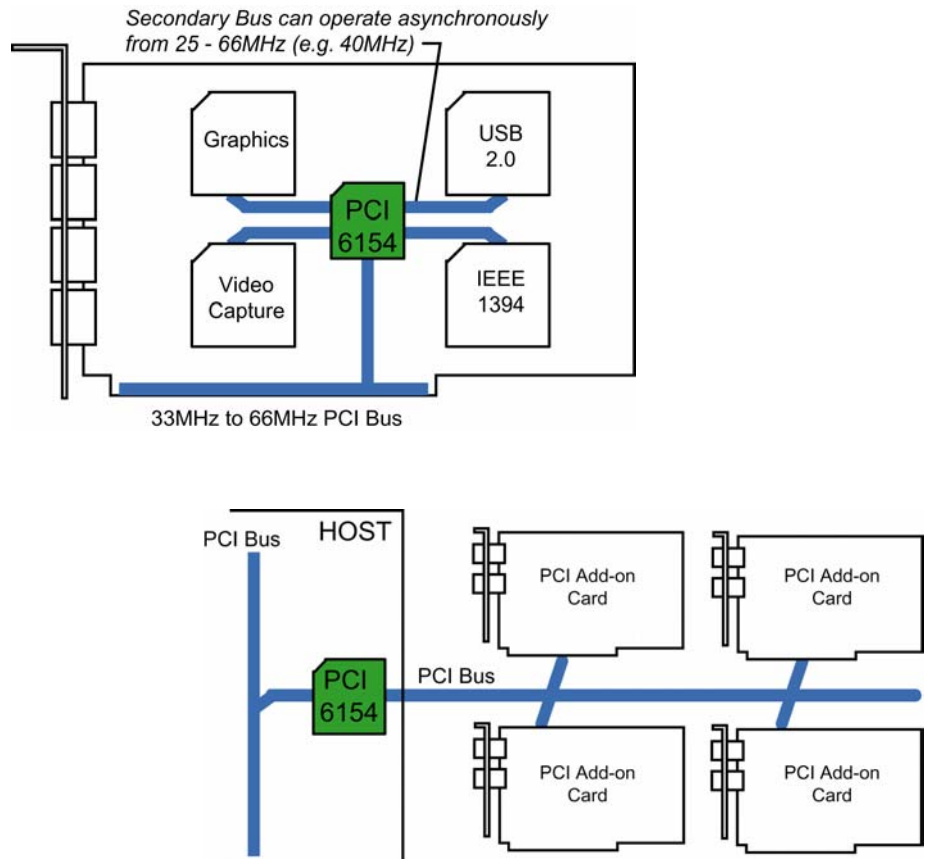 Secondary Bus can operate asynchronously
from 25 - 66MHz (e.g. 40MHz)
Graphics
USB
2.0
PCI
6154
Video
Capture
IEEE
1394
33MHz to 66MHz PCI Bus
PCI Bus
HOST
PCI Add-on
Card
PCI Add-on
Card
PCI
6154
PCI Bus
PCI Add-on
Card
PCI Add-on
Card